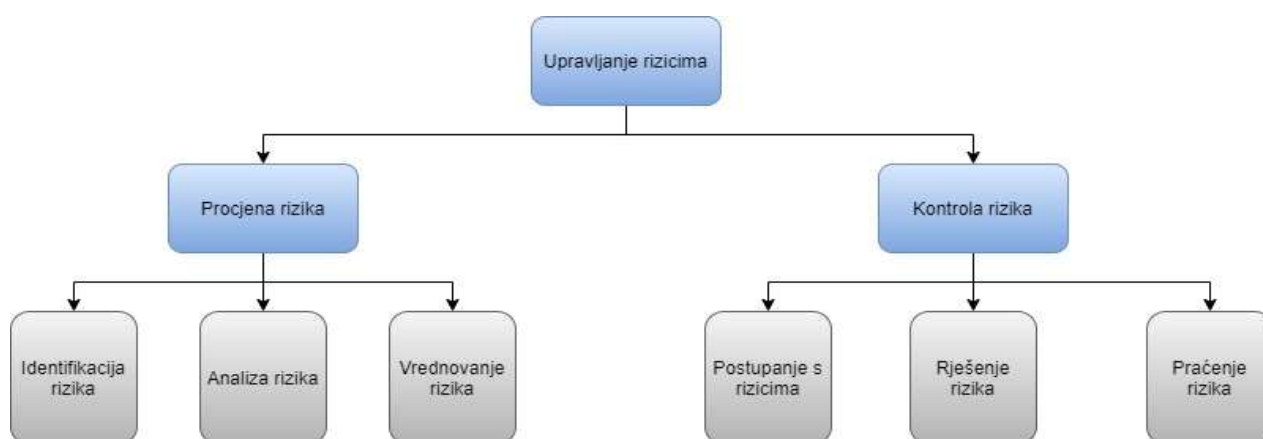 Upravljanje rizicima
Procjena rizika
Kontrola rizika
Identifikacija
rizika
Analiza rizika
Vrednovanje
rizika
Postupanje s
rizicima
Rješenje
rizika
Praćenje
rizika